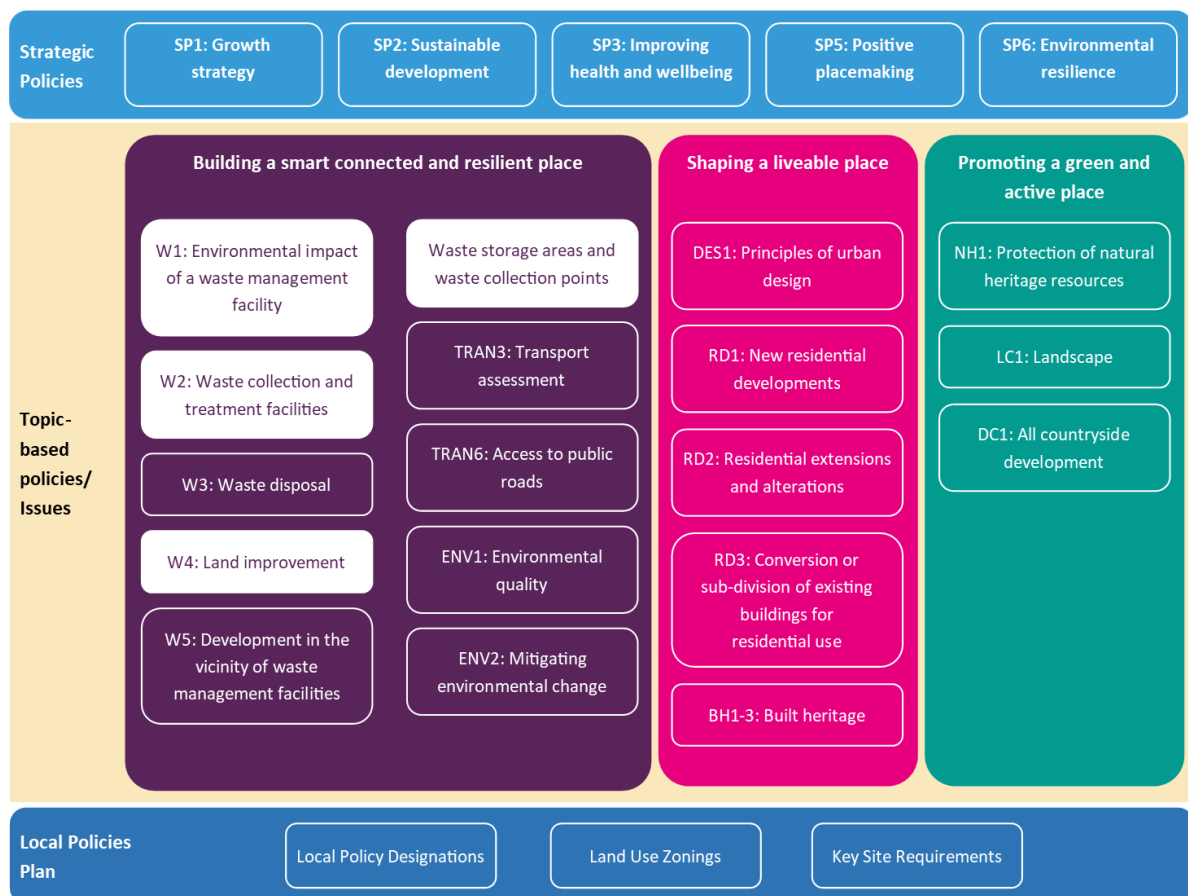 Strategic
Policies
SP1: Growth
strategy
SP2: Sustainable
development
SP3: Improving
health and wellbeing
SP5: Positive
placemaking
SP6: Environmental
resilience
Topic-
based
policies/
Issues
Building a smart connected and resilient place
W1: Environmental impact
of a waste management
facility
W2: Waste collection and
treatment facilities
W3: Waste disposal
W4: Land improvement
W5: Development in the
vicinity of waste
management facilities
Waste storage areas and
waste collection points
TRAN3: Transport
assessment
TRAN6: Access to public
roads
ENV1: Environmental
quality
ENV2: Mitigating
environmental change
Shaping a liveable place
DES1: Principles of urban
design
RD1: New residential
developments
RD2: Residential extensions
and alterations
RD3: Conversion or
sub-division of existing
buildings for
residential use
BH1-3: Built heritage
Promoting a green and
active place
NH1: Protection of natural
heritage resources
LC1: Landscape
DC1: All countryside
development
Local Policies
Plan
Local Policy Designations
Land Use Zonings
Key Site Requirements